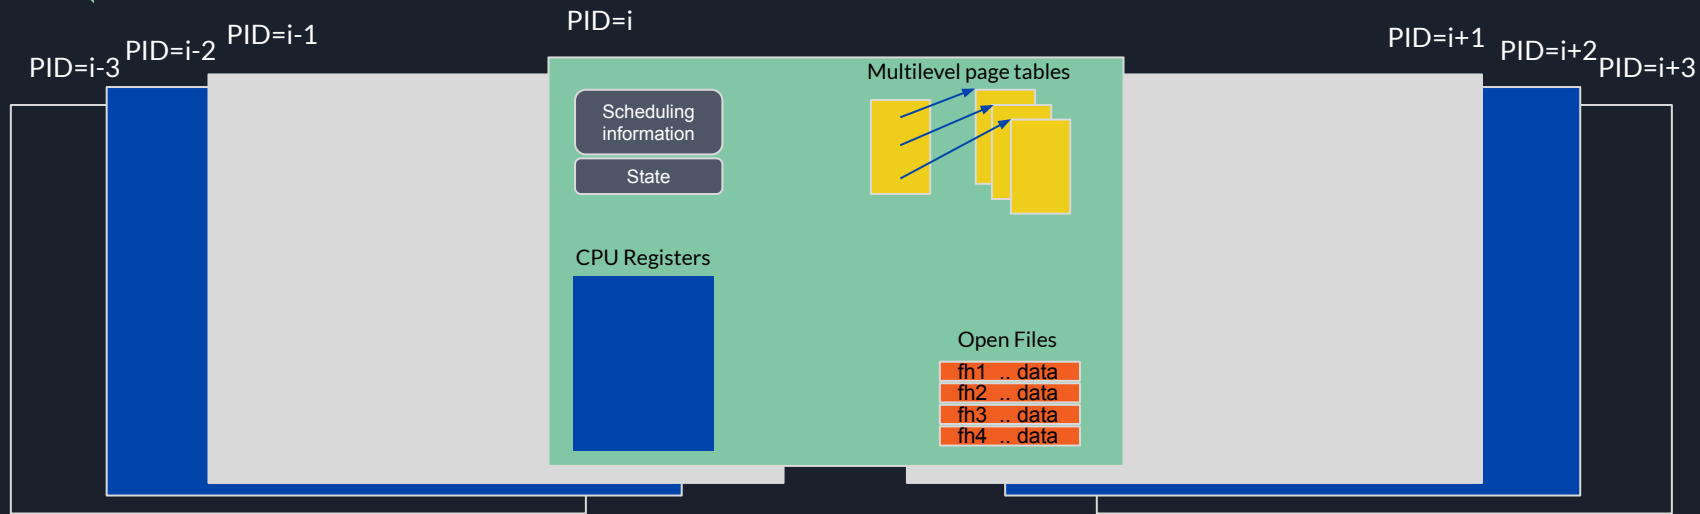 PID=i-3
PID=i-2
PID=i-1
PID=i
PID=i+1
PID=i+2
PID=i+3
Scheduling
information
State
Multilevel page tables
CPU Registers
Open Files
fh1 .. data
fh2 .. data
fh3 .. data
fh4 .. data